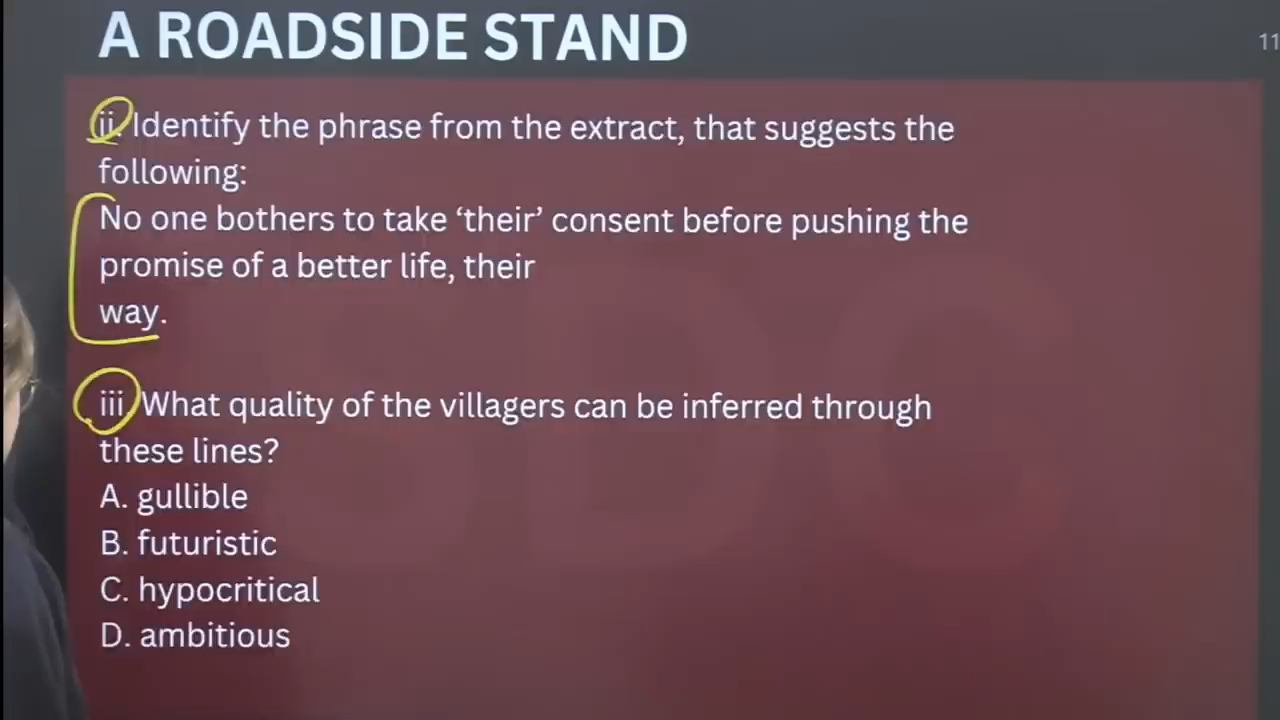 A ROADSIDE STAND
11
ii. Identify the phrase from the extract, that suggests the
following:
No one bothers to take ‘their’ consent before pushing the
promise of a better life, their
way.
iii. What quality of the villagers can be inferred through
these lines?
A. gullible
B. futuristic
C. hypocritical
D. ambitious
SDC